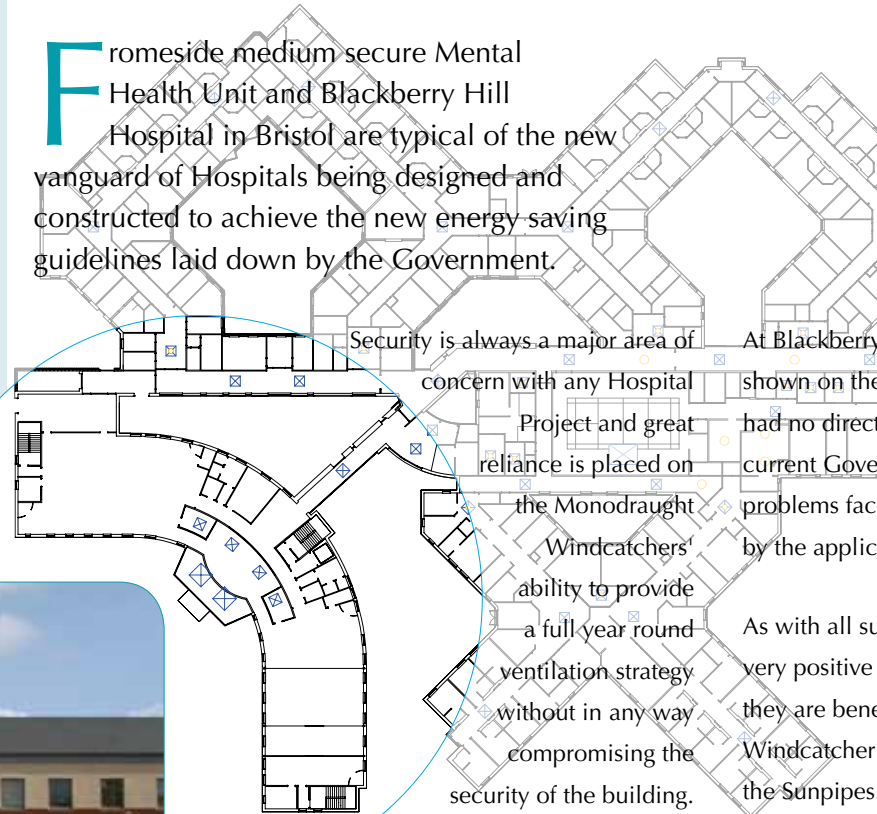 Fromeside medium secure Mental
Health Unit and Blackberry Hill
Hospital in Bristol are typical of the new
vanguard of Hospitals being designed and
constructed to achieve the new energy saving
guidelines laid down by the Government.
Security is always a major area of
concern with any Hospital
Project and great
reliance is placed on
the Monodraught
Windcatchers'
ability to provide
a full year round
ventilation strategy
without in any way
compromising the
security of the building.
At Blackberry
shown on the
had no direct
current Gove
problems fac
by the applic
As with all su
very positive
they are bene
Windcatcher
the Sunpipes.